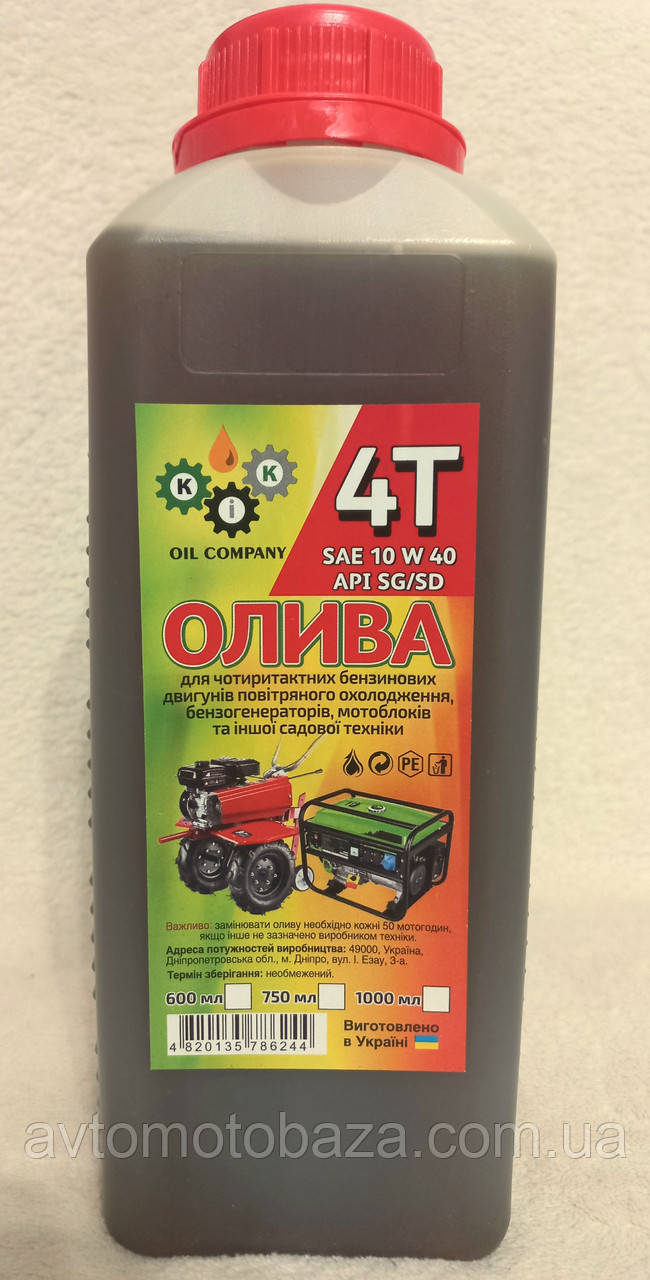 K i K
OIL COMPANY
4T
SAE 10 W 40
API SG/SD
ОЛИВА
для чотиритактних бензинових
двигунів повітряного охолодження,
бензогенераторів, мотоблоків
та іншої садової техніки
PE
Важливо: замінювати оливу необхідно кожні 50 мотогодин,
якщо інше не зазначено виробником техніки.
Адреса потужностей виробництва: 49000, Україна,
Дніпропетровська обл., м. Дніпро, вул. І. Езау, 3-а.
Термін зберігання: необмежений.
600 мл 750 мл 1000 мл
4 820135 786244
Виготовлено
в Україні
avtomotobaza.com.ua